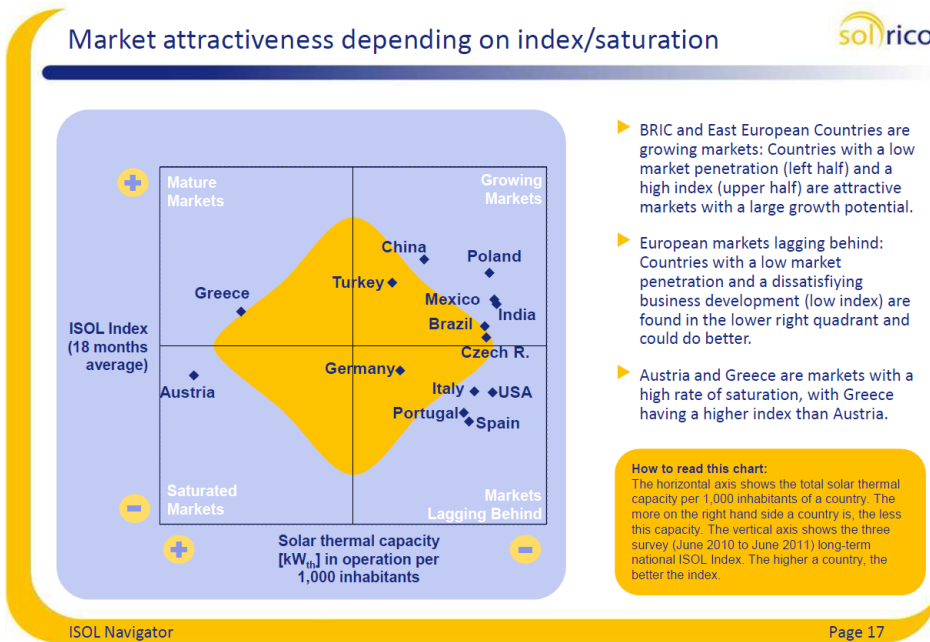 Market attractiveness depending on index/saturation
solrico
Mature
Markets
Growing
Markets
China
Poland
Turkey
Greece
Mexico
India
Brazil
ISOL Index
(18 months
average)
Czech R.
Germany
Austria
Italy
USA
Portugal
Spain
Saturated
Markets
Markets
Lagging Behind
Solar thermal capacity
[kWth] in operation per
1,000 inhabitants
BRIC and East European Countries are
growing markets: Countries with a low
market penetration (left half) and a
high index (upper half) are attractive
markets with a large growth potential.
European markets lagging behind:
Countries with a low market
penetration and a dissatisfiying
business development (low index) are
found in the lower right quadrant and
could do better.
Austria and Greece are markets with a
high rate of saturation, with Greece
having a higher index than Austria.
How to read this chart:
The horizontal axis shows the total solar thermal
capacity per 1,000 inhabitants of a country. The
more on the right hand side a country is, the less
this capacity. The vertical axis shows the three
survey (June 2010 to June 2011) long-term
national ISOL Index. The higher a country, the
better the index.
ISOL Navigator
Page 17